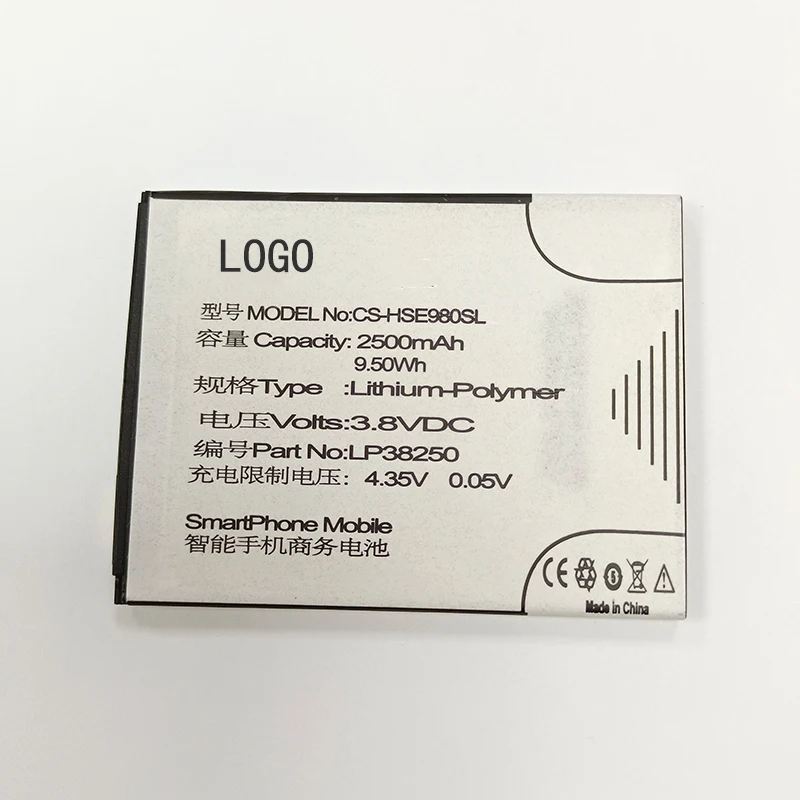 LOGO
型号 MODEL No:CS-HSE980SL
容量 Capacity: 2500mAh
9.50Wh
规格Type :Lithium-Polymer
电压Volts:3.8VDC
编号Part No:LP38250
充电限制电压: 4.35V 0.05V
SmartPhone Mobile
智能手机商务电池
CE
Made in China